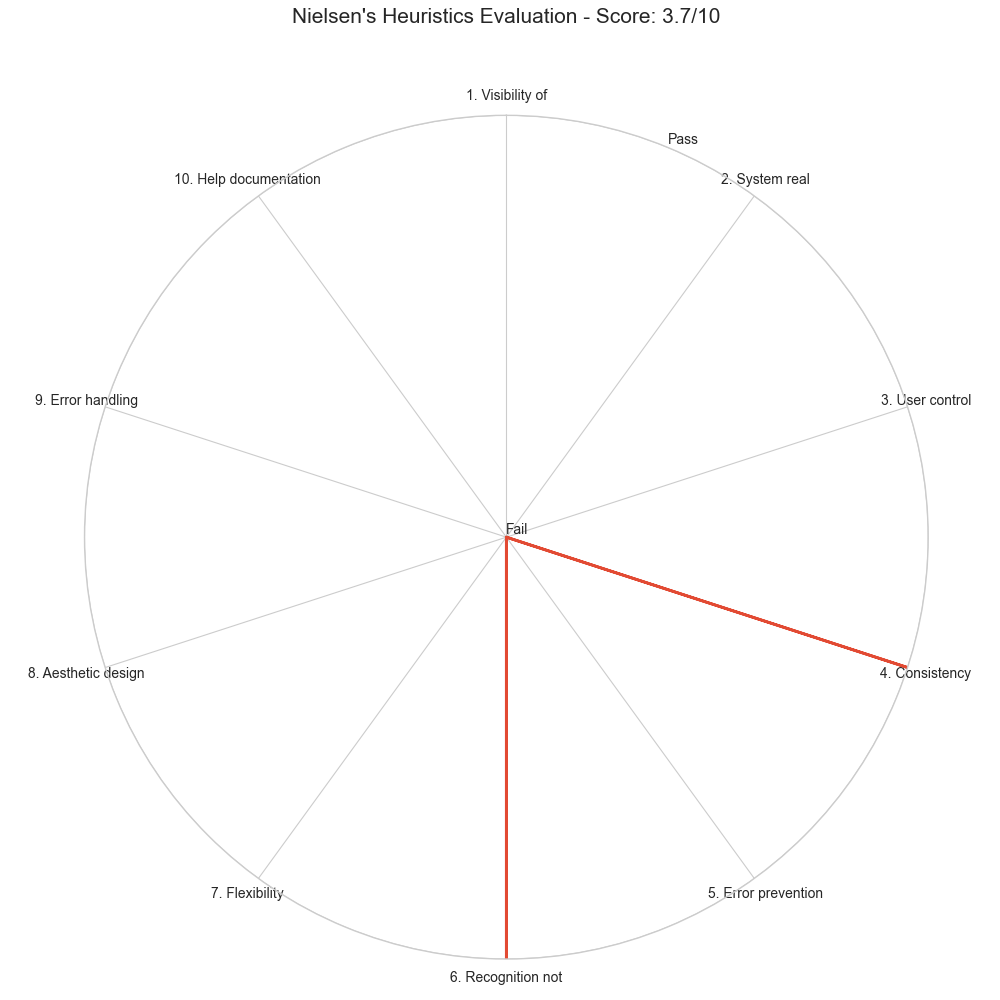 Nielsen's Heuristics Evaluation - Score: 3.7/10
1. Visibility of
Pass
2. System real
3. User control
4. Consistency
5. Error prevention
6. Recognition not
7. Flexibility
8. Aesthetic design
9. Error handling
10. Help documentation
Fail